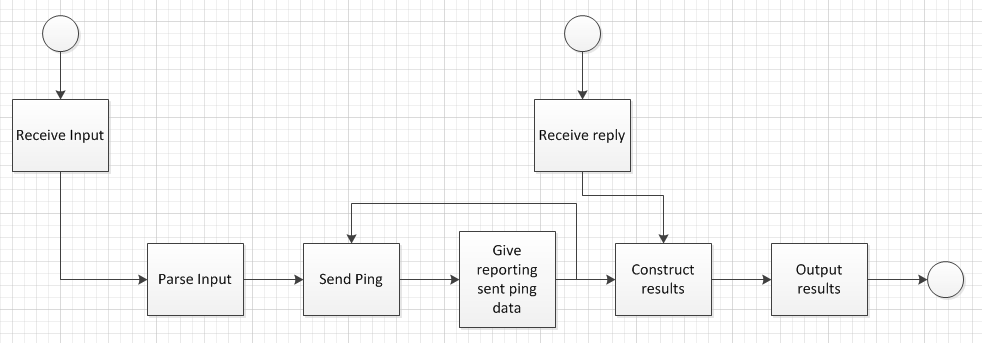 Receive Input
Receive reply
Parse Input
Send Ping
Give
reporting
sent ping
data
Construct
results
Output
results